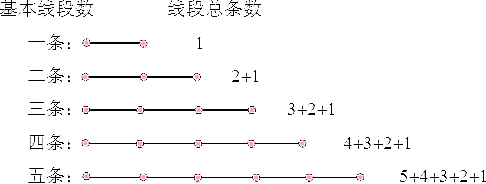 基本线段数 线段总条数
一条： 1
二条： 2+1
三条： 3+2+1
四条： 4+3+2+1
五条： 5+4+3+2+1